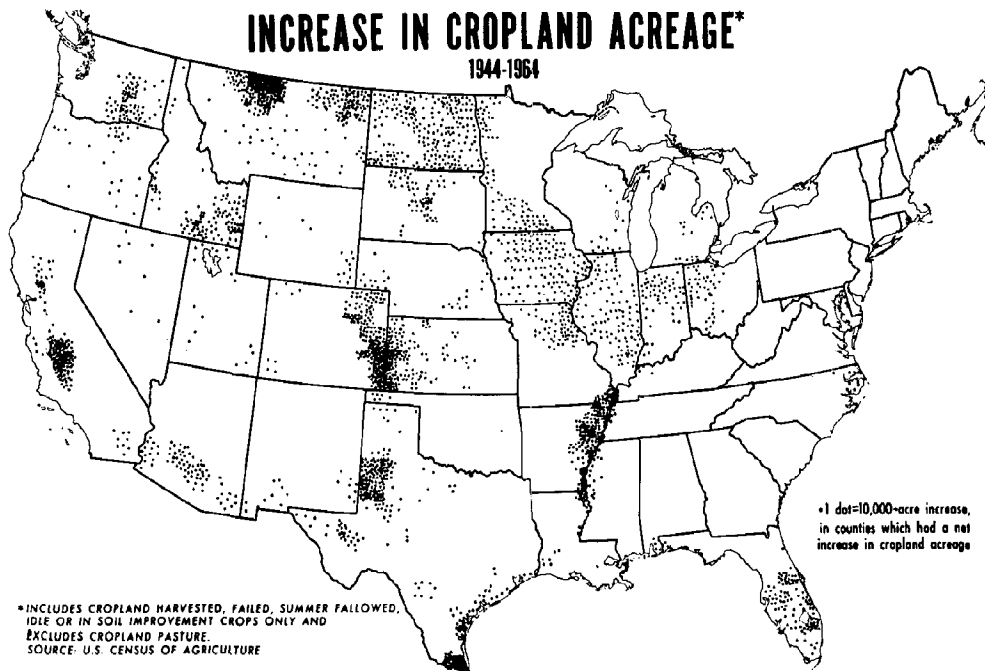 INCREASE IN CROPLAND ACREAGE*
1944-1964
•1 dot=10,000-acre increase,
in counties which had a net
increase in cropland acreage
*INCLUDES CROPLAND HARVESTED, FAILED, SUMMER FALLOWED,
IDLE OR IN SOIL IMPROVEMENT CROPS ONLY AND
EXCLUDES CROPLAND PASTURE.
SOURCE: U.S. CENSUS OF AGRICULTURE